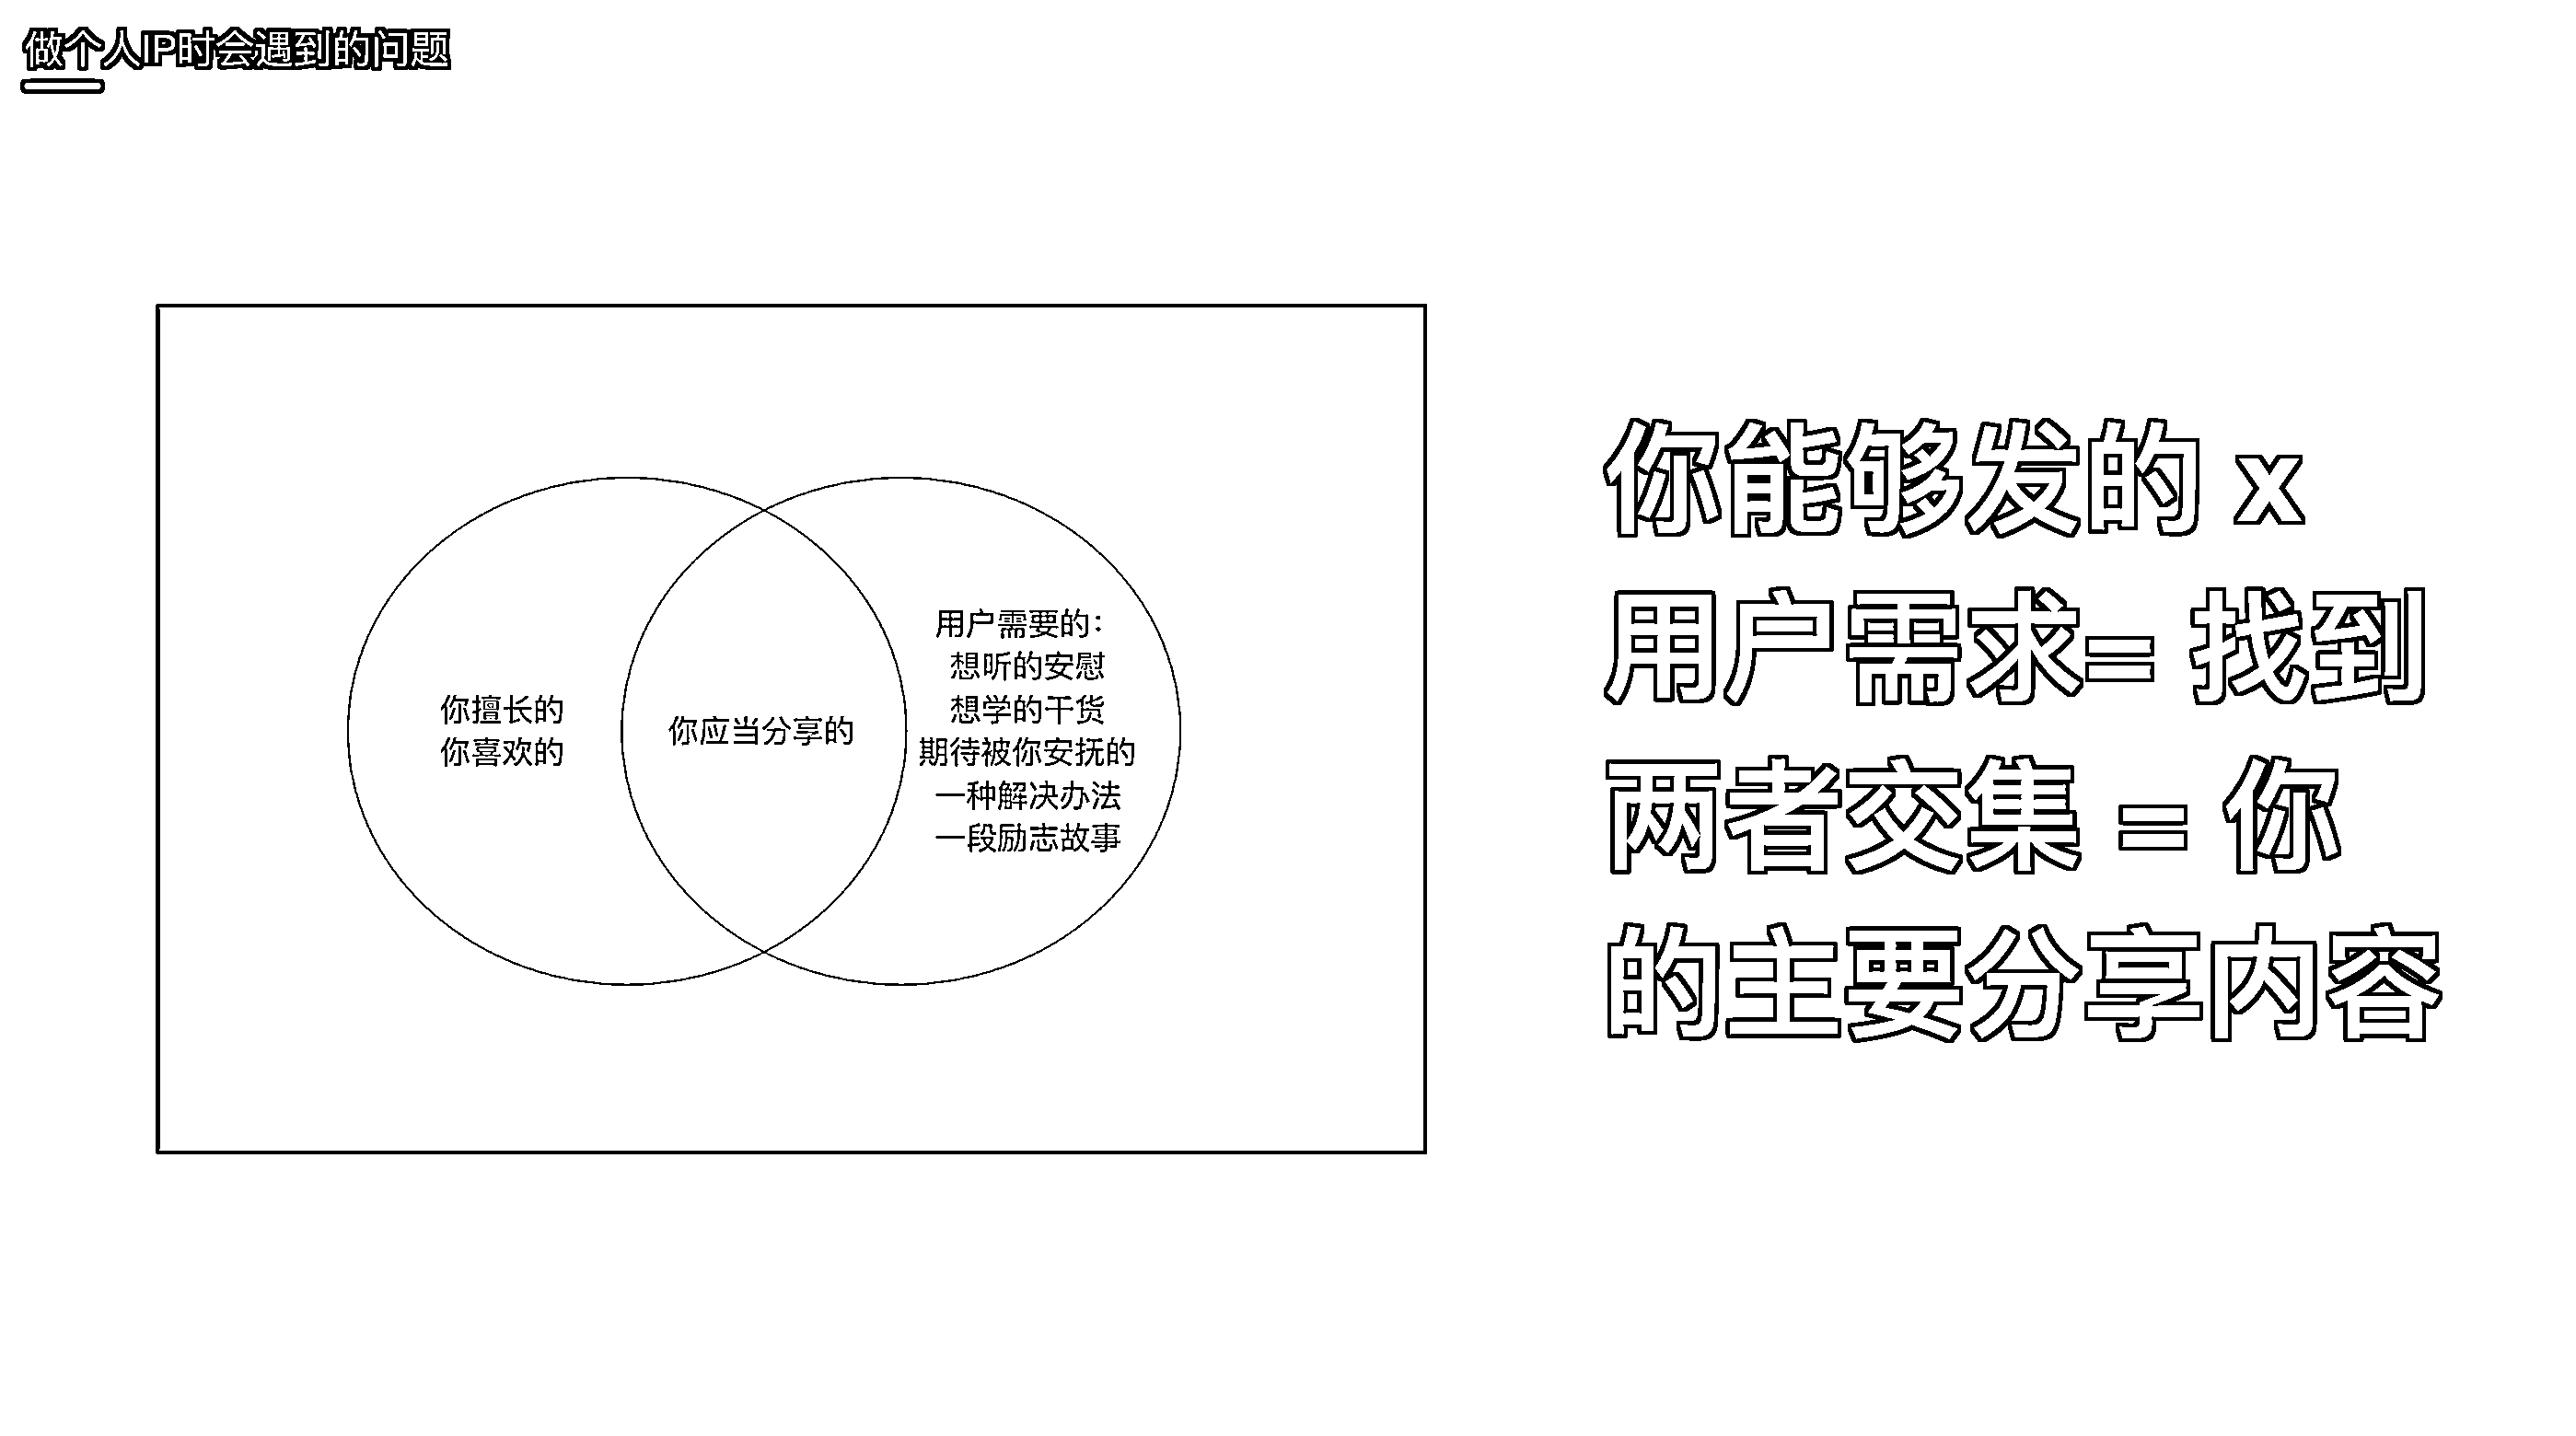 做个人IP时会遇到的问题
你擅长的
你喜欢的
你应当分享的
用户需要的：
想听的安慰
想学的干货
期待被你安抚的
一种解决办法
一段励志故事
你能够发的 x
用户需求= 找到
两者交集 = 你
的主要分享内容